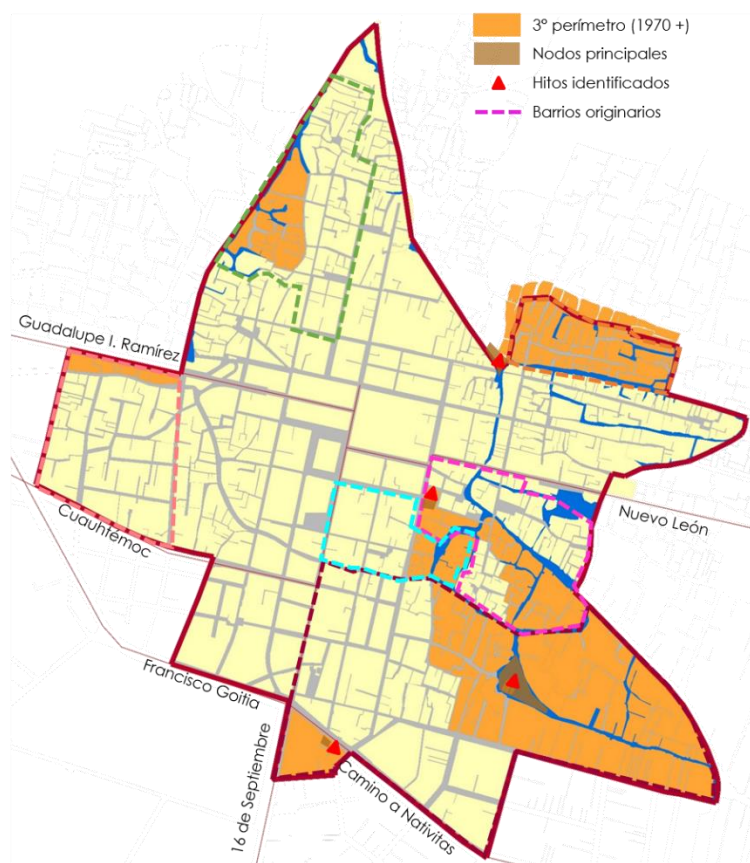 3º perímetro (1970 +)
Nodos principales
Hitos identificados
Barrios originarios
Guadalupe I. Ramírez
Cuauhtémoc
Nuevo León
Francisco Goitia
16 de Septiembre
Camino a Nativitas